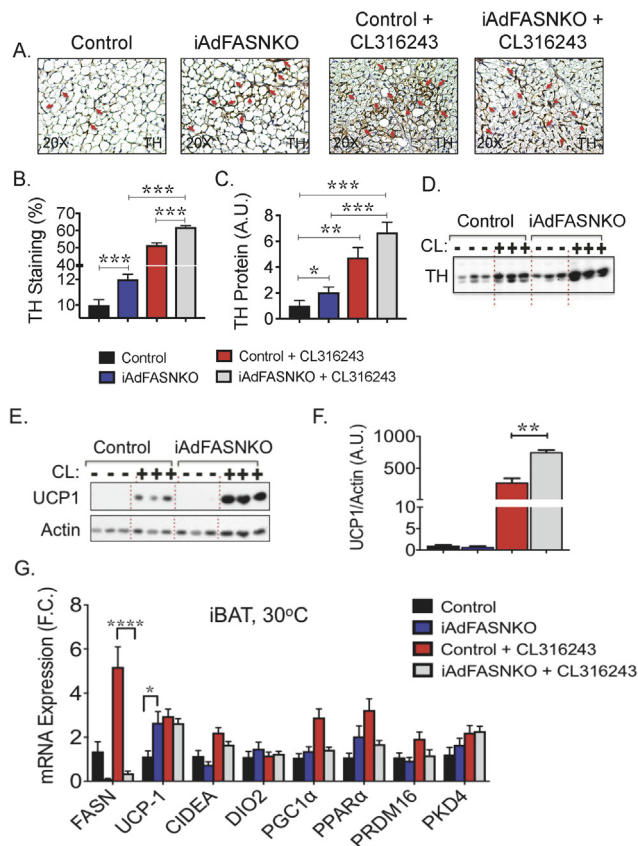 Control
iAdFASNKO
Control +
CL316243
iAdFASNKO +
CL316243
A.
20X TH
20X TH
20X TH
20X TH
B.
TH Staining (%)
70
60
50
40
12
10
***
***
***
C.
TH Protein (A.U.)
8
6
4
2
0
***
***
**
*
D.
Control iAdFASNKO
CL: - - - + + + - - - + + +
TH
Control
iAdFASNKO
Control + CL316243
iAdFASNKO + CL316243
E.
Control iAdFASNKO
CL: - - - + + + - - - + + +
UCP1
Actin
F.
UCP1/Actin (A.U.)
1000
500
10
5
0
**
G.
mRNA Expression (F.C.)
8
6
4
2
0
iBAT, 30°C
****
*
Control
iAdFASNKO
Control + CL316243
iAdFASNKO + CL316243
FASN
UCP-1
CIDEA
DIO2
PGC1α
PPARα
PRDM16
PKD4